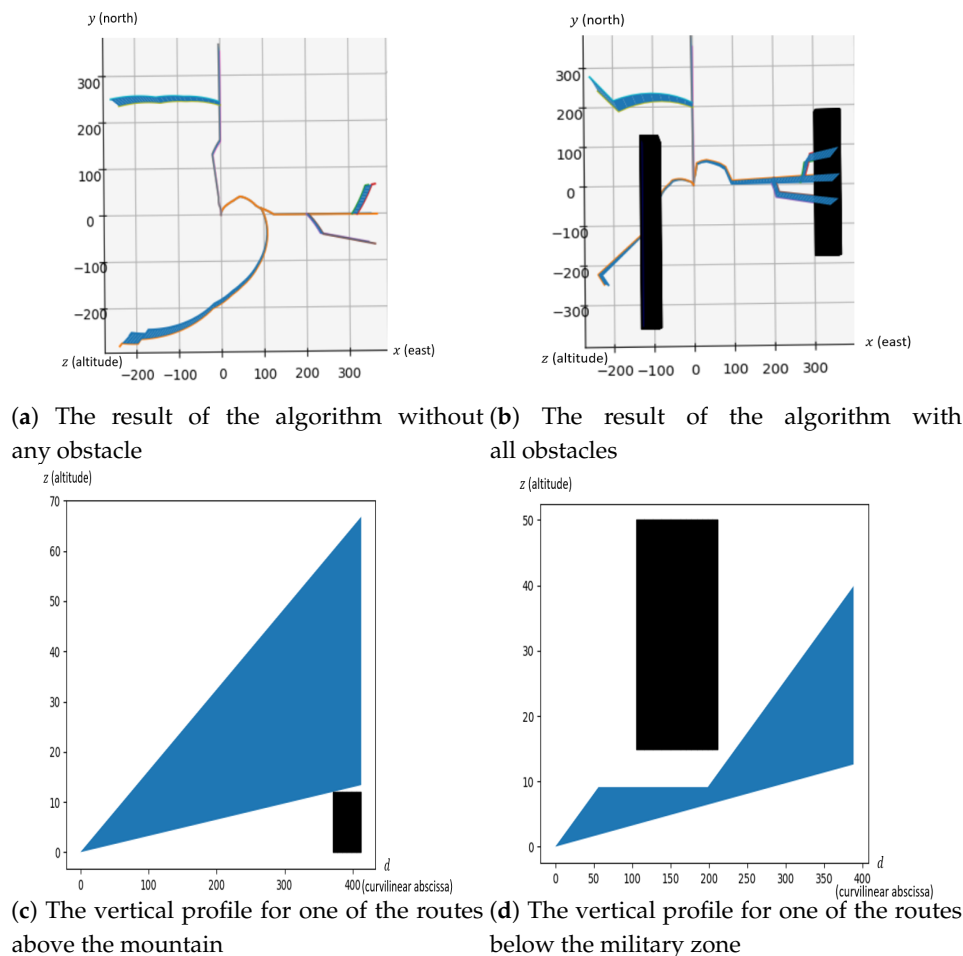 y (north)
300
200
100
0
−100
−200
z (altitude)
−200 −100 0 100 200 300
x (east)
y (north)
300
200
100
0
−100
−200
−300
z (altitude)
−200 −100 0 100 200 300
x (east)
(a) The result of the algorithm without
any obstacle
(b) The result of the algorithm with
all obstacles
z (altitude)
70
60
50
40
30
20
10
0
0 100 200 300 400
d
(curvilinear abscissa)
z (altitude)
50
40
30
20
10
0
0 50 100 150 200 250 300 350 400
d
(curvilinear abscissa)
(c) The vertical profile for one of the routes
above the mountain
(d) The vertical profile for one of the routes
below the military zone